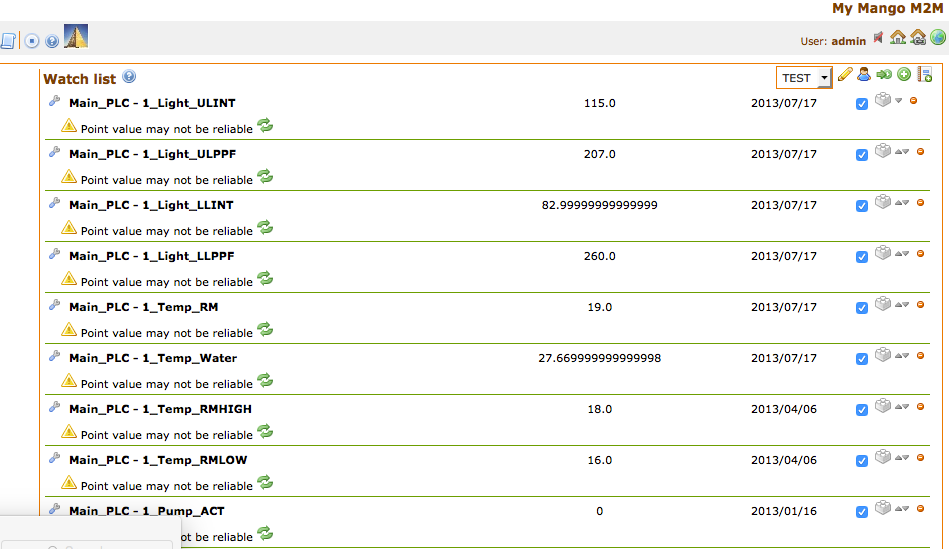 My Mango M2M
User: admin
Watch list TEST
Main_PLC - 1_Light_ULINT 115.0 2013/07/17
Point value may not be reliable
Main_PLC - 1_Light_ULPPF 207.0 2013/07/17
Point value may not be reliable
Main_PLC - 1_Light_LLINT 82.99999999999999 2013/07/17
Point value may not be reliable
Main_PLC - 1_Light_LLPPF 260.0 2013/07/17
Point value may not be reliable
Main_PLC - 1_Temp_RM 19.0 2013/07/17
Point value may not be reliable
Main_PLC - 1_Temp_Water 27.669999999999998 2013/07/17
Point value may not be reliable
Main_PLC - 1_Temp_RMHIGH 18.0 2013/04/06
Point value may not be reliable
Main_PLC - 1_Temp_RMLOW 16.0 2013/04/06
Point value may not be reliable
Main_PLC - 1_Pump_ACT 0 2013/01/16
not be reliable